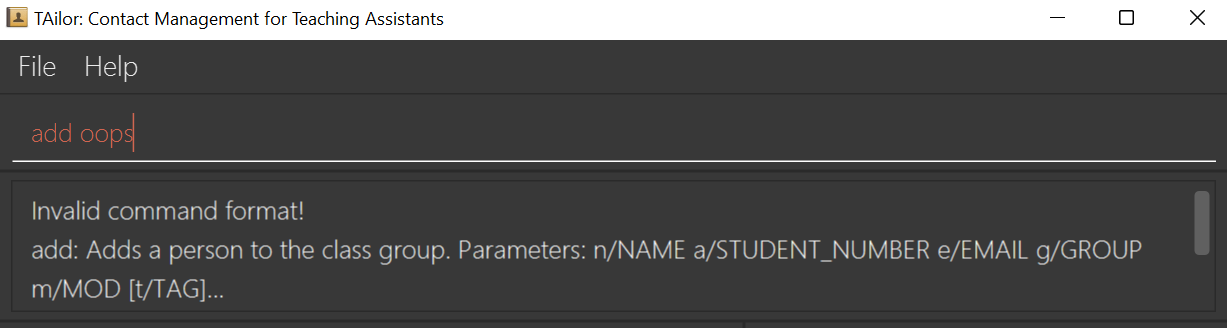 TAilor: Contact Management for Teaching Assistants
File Help
add oops
Invalid command format!
add: Adds a person to the class group. Parameters: n/NAME a/STUDENT_NUMBER e/EMAIL g/GROUP
m/MOD [t/TAG]...